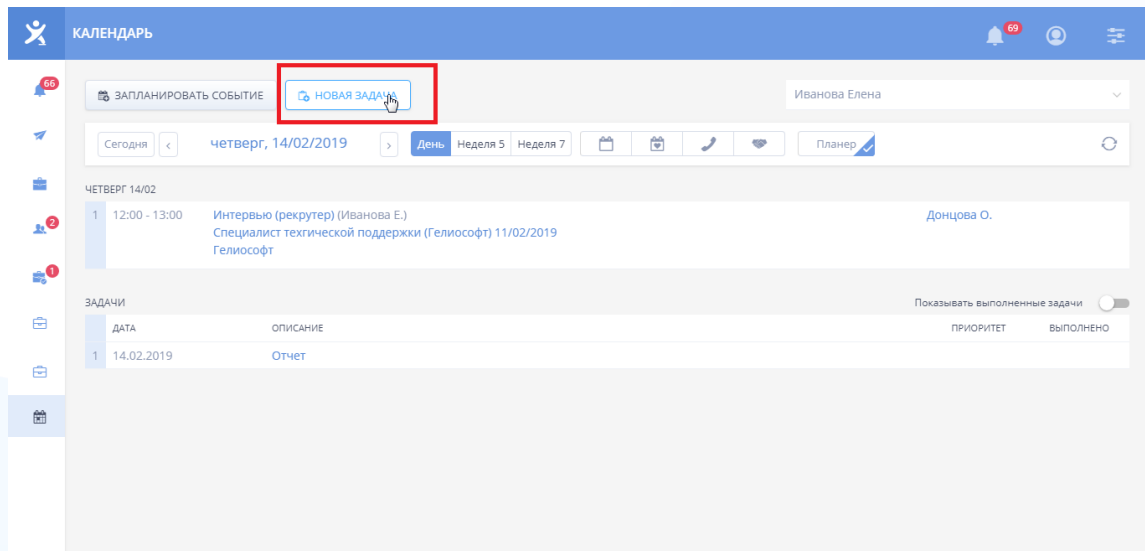 КАЛЕНДАРЬ
69
66
ЗАПЛАНИРОВАТЬ СОБЫТИЕ
НОВАЯ ЗАДАЧА
Иванова Елена
Сегодня < четверг, 14/02/2019 > День Неделя 5 Неделя 7 Планер
ЧЕТВЕРГ 14/02
1 12:00 - 13:00 Интервью (рекрутер) (Иванова Е.) Донцова О.
Специалист техгической поддержки (Гелиософт) 11/02/2019
Гелиософт
2
1
ЗАДАЧИ Показывать выполненные задачи
ДАТА ОПИСАНИЕ ПРИОРИТЕТ ВЫПОЛНЕНО
1 14.02.2019 Отчет